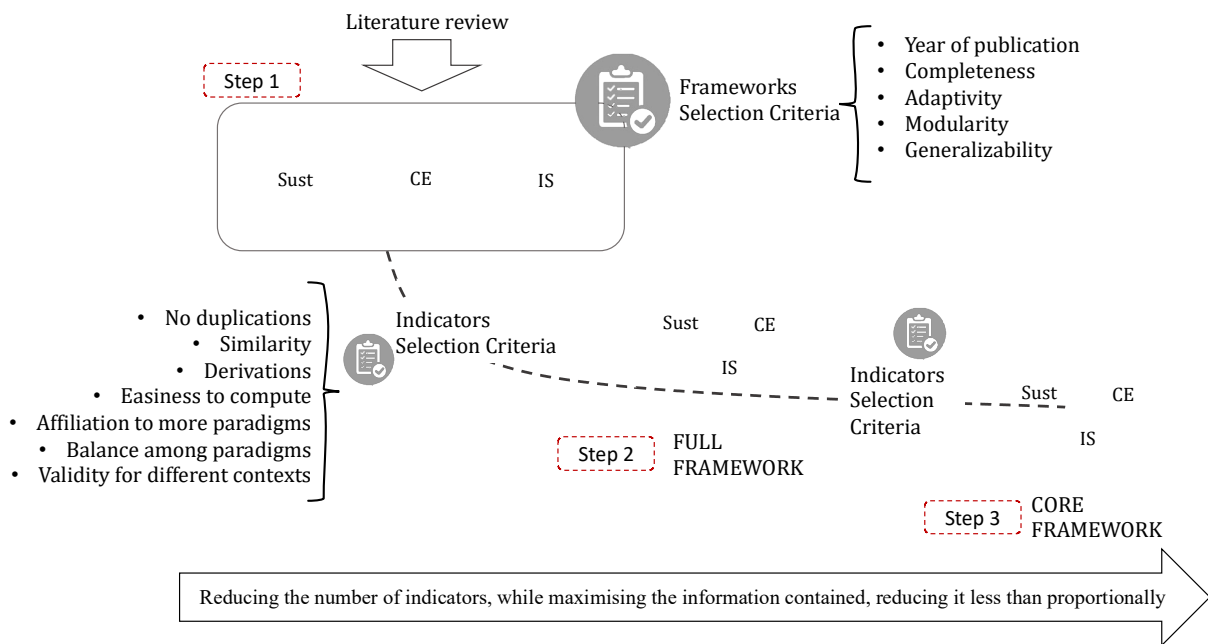 Literature review
Step 1
Frameworks
Selection Criteria
• Year of publication
• Completeness
• Adaptivity
• Modularity
• Generalizability
Sust CE IS
• No duplications
• Similarity
• Derivations
• Easiness to compute
• Affiliation to more paradigms
• Balance among paradigms
• Validity for different contexts
Indicators
Selection Criteria
Sust CE
IS
Indicators
Selection
Criteria
Sust CE
IS
Step 2
FULL
FRAMEWORK
Step 3
CORE
FRAMEWORK
Reducing the number of indicators, while maximising the information contained, reducing it less than proportionally